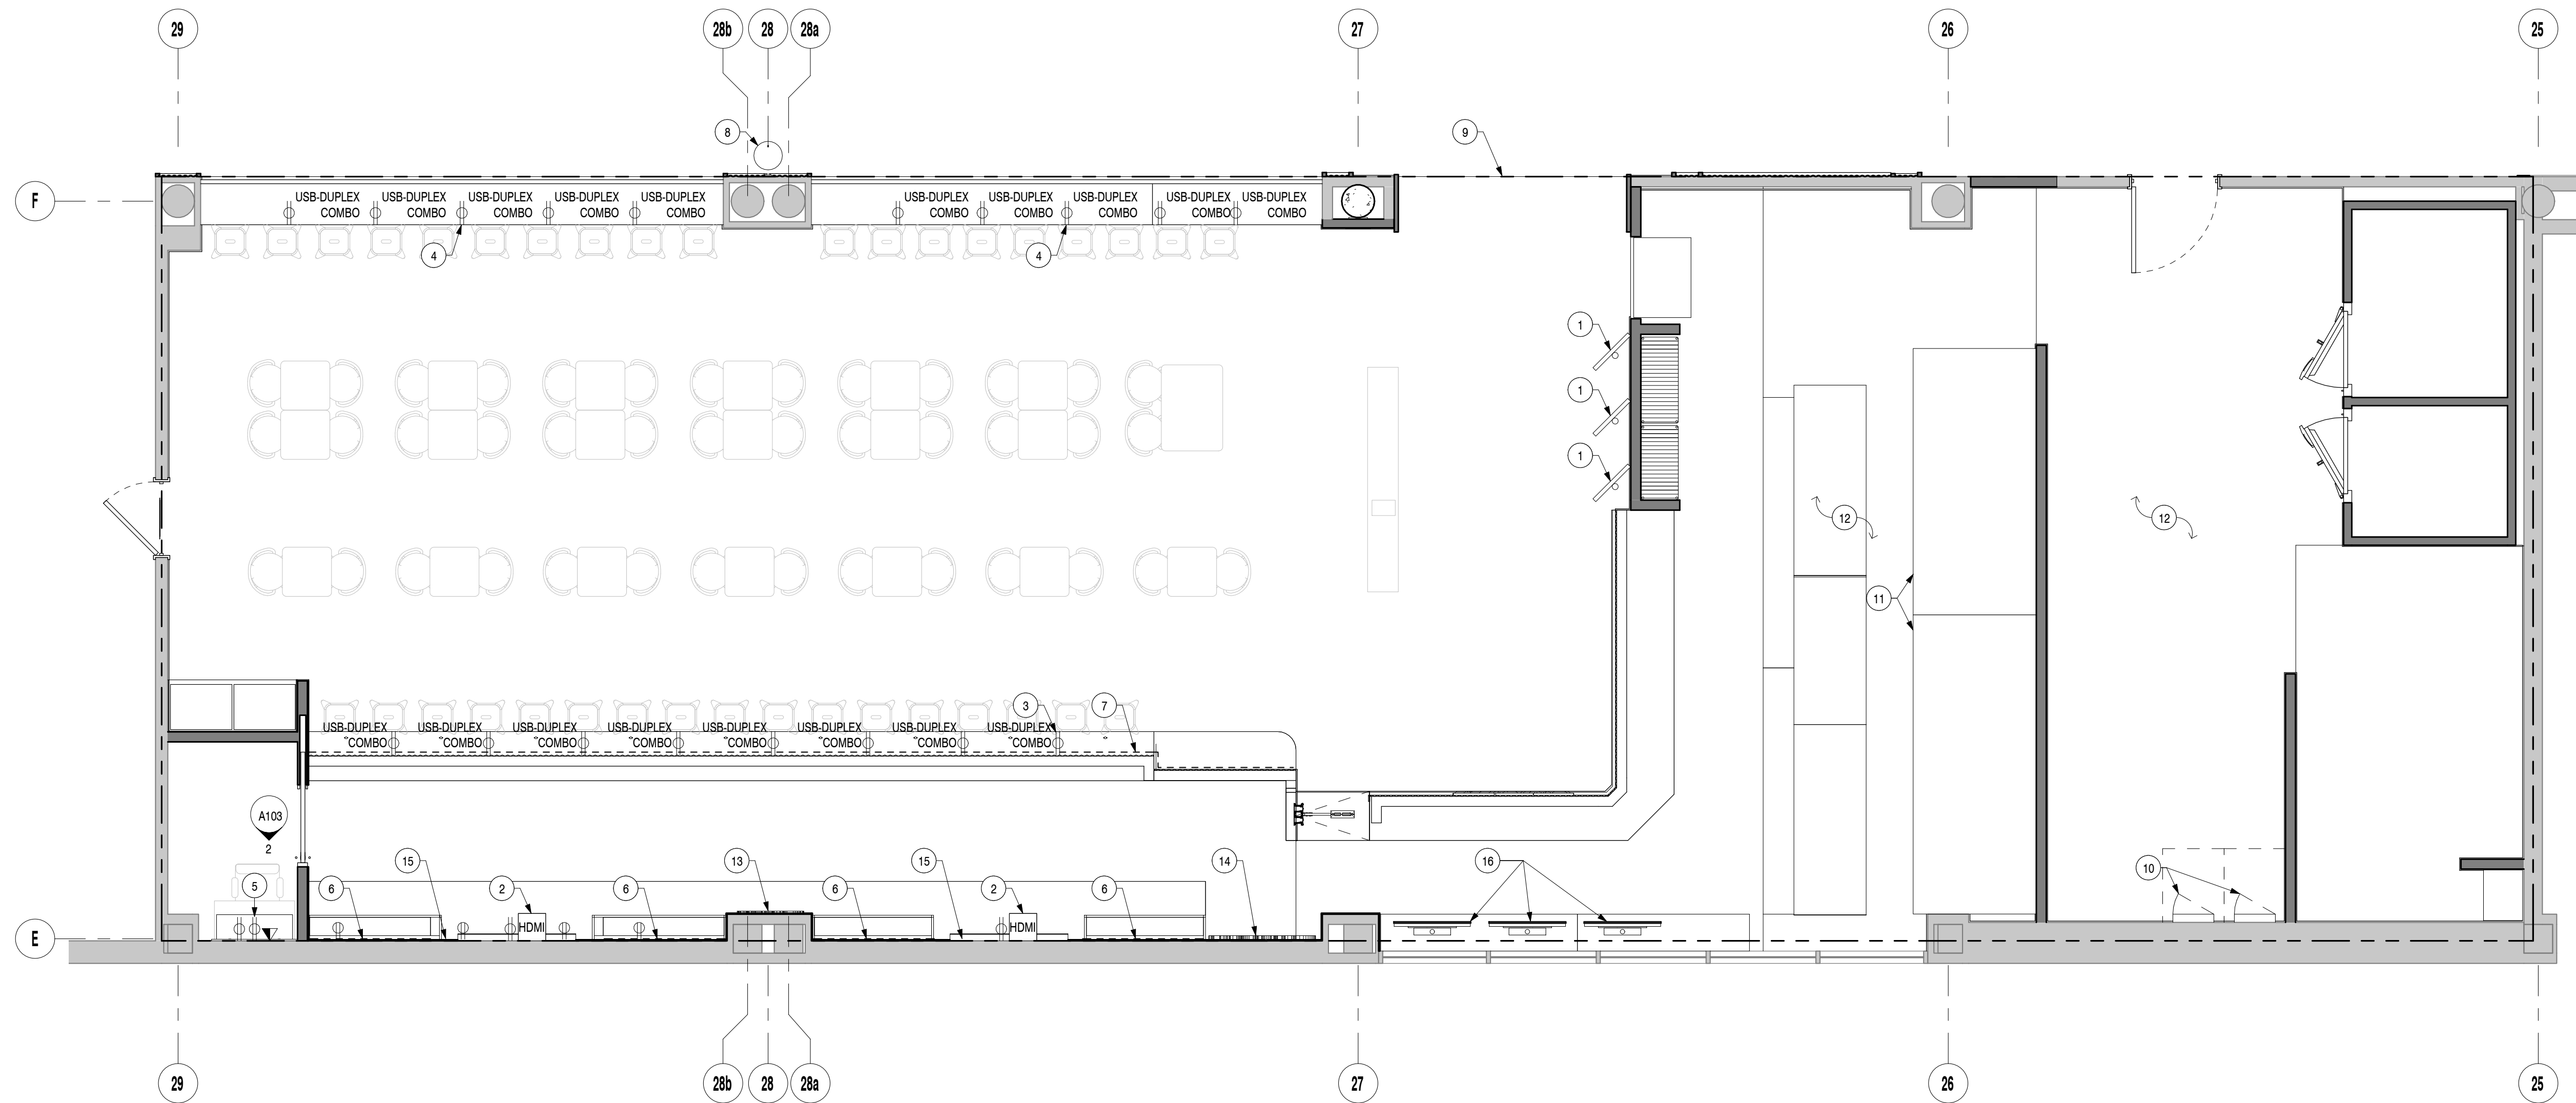 29 28b 28 28a 27 26 25
8 9
F
USB-DUPLEX USB-DUPLEX USB-DUPLEX USB-DUPLEX USB-DUPLEX USB-DUPLEX USB-DUPLEX USB-DUPLEX USB-DUPLEX USB-DUPLEX
COMBO COMBO COMBO COMBO COMBO COMBO COMBO COMBO COMBO COMBO
4 4
1
1
1
12 12
11
3 7
USB-DUPLEX USB-DUPLEX USB-DUPLEX USB-DUPLEX USB-DUPLEX USB-DUPLEX USB-DUPLEX USB-DUPLEX
COMBO COMBO COMBO COMBO COMBO COMBO COMBO COMBO
A103
2
15 13 15 14 16
10
5 6 2 6 6 2 6
HDMI HDMI
E
29 28b 28 28a 27 26 25